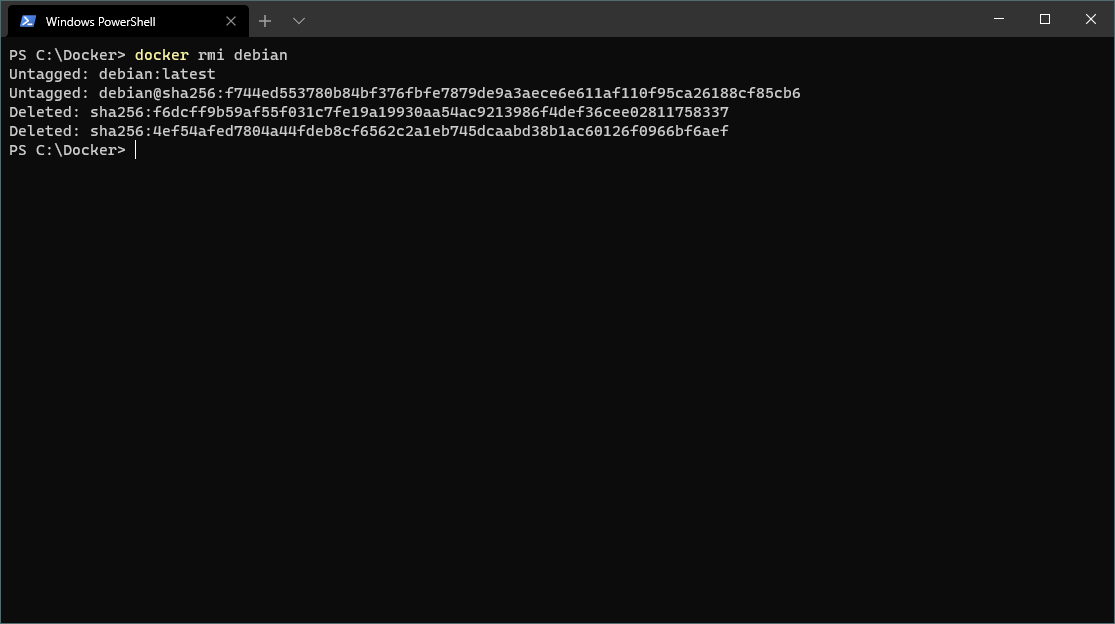 Windows PowerShell
PS C:\Docker> docker rmi debian
Untagged: debian:latest
Untagged: debian@sha256:f744ed553780b84bf376fbfe7879de9a3aece6e611af110f95ca26188cf85cb6
Deleted: sha256:f6dcff9b59af55f031c7fe19a19930aa54ac9213986f4def36cee02811758337
Deleted: sha256:4ef54afed7804a44fdeb8cf6562c2a1eb745dcaabd38b1ac60126f0966bf6aef
PS C:\Docker>